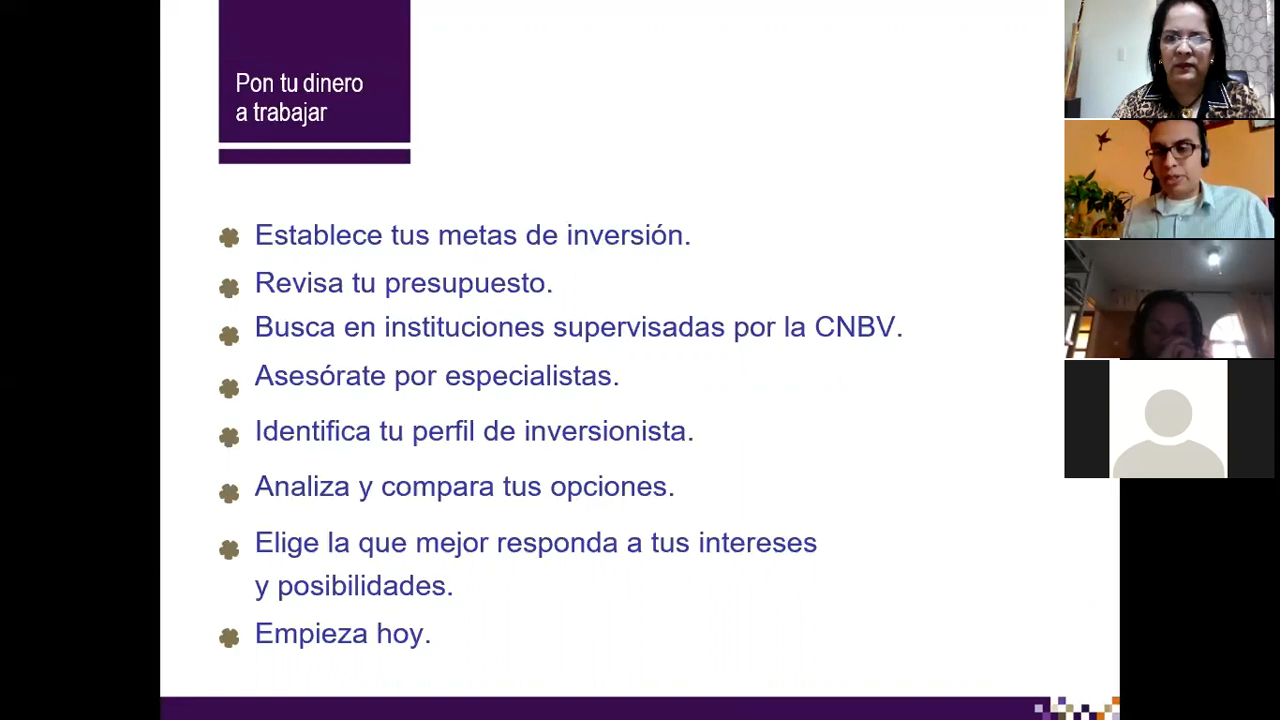 Pon tu dinero
a trabajar
Establece tus metas de inversión.
Revisa tu presupuesto.
Busca en instituciones supervisadas por la CNBV.
Asesórate por especialistas.
Identifica tu perfil de inversionista.
Analiza y compara tus opciones.
Elige la que mejor responda a tus intereses
y posibilidades.
Empieza hoy.